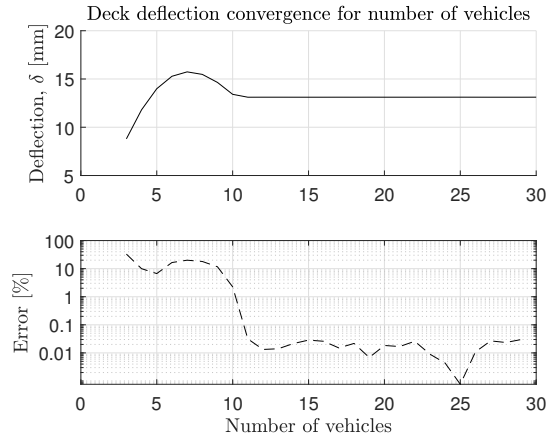 Deck deflection convergence for number of vehicles
Deflection, δ [mm]
20
15
10
5
0 5 10 15 20 25 30
Error [%]
100
10
1
0.1
0.01
0 5 10 15 20 25 30
Number of vehicles